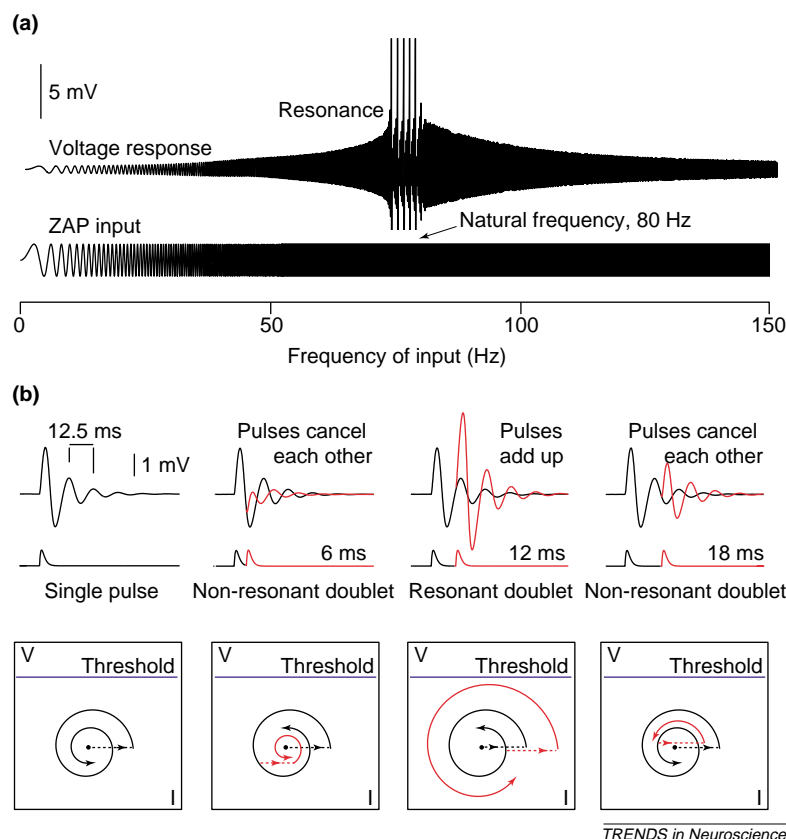 (a)
5 mV
Resonance
Voltage response
ZAP input
Natural frequency, 80 Hz
0 50 100 150
Frequency of input (Hz)
(b)
12.5 ms
1 mV
Pulses cancel
each other
Pulses
add up
Pulses cancel
each other
6 ms
12 ms
18 ms
Single pulse
Non-resonant doublet
Resonant doublet
Non-resonant doublet
V
Threshold
I
V
Threshold
I
V
Threshold
I
V
Threshold
I
TRENDS in Neuroscience